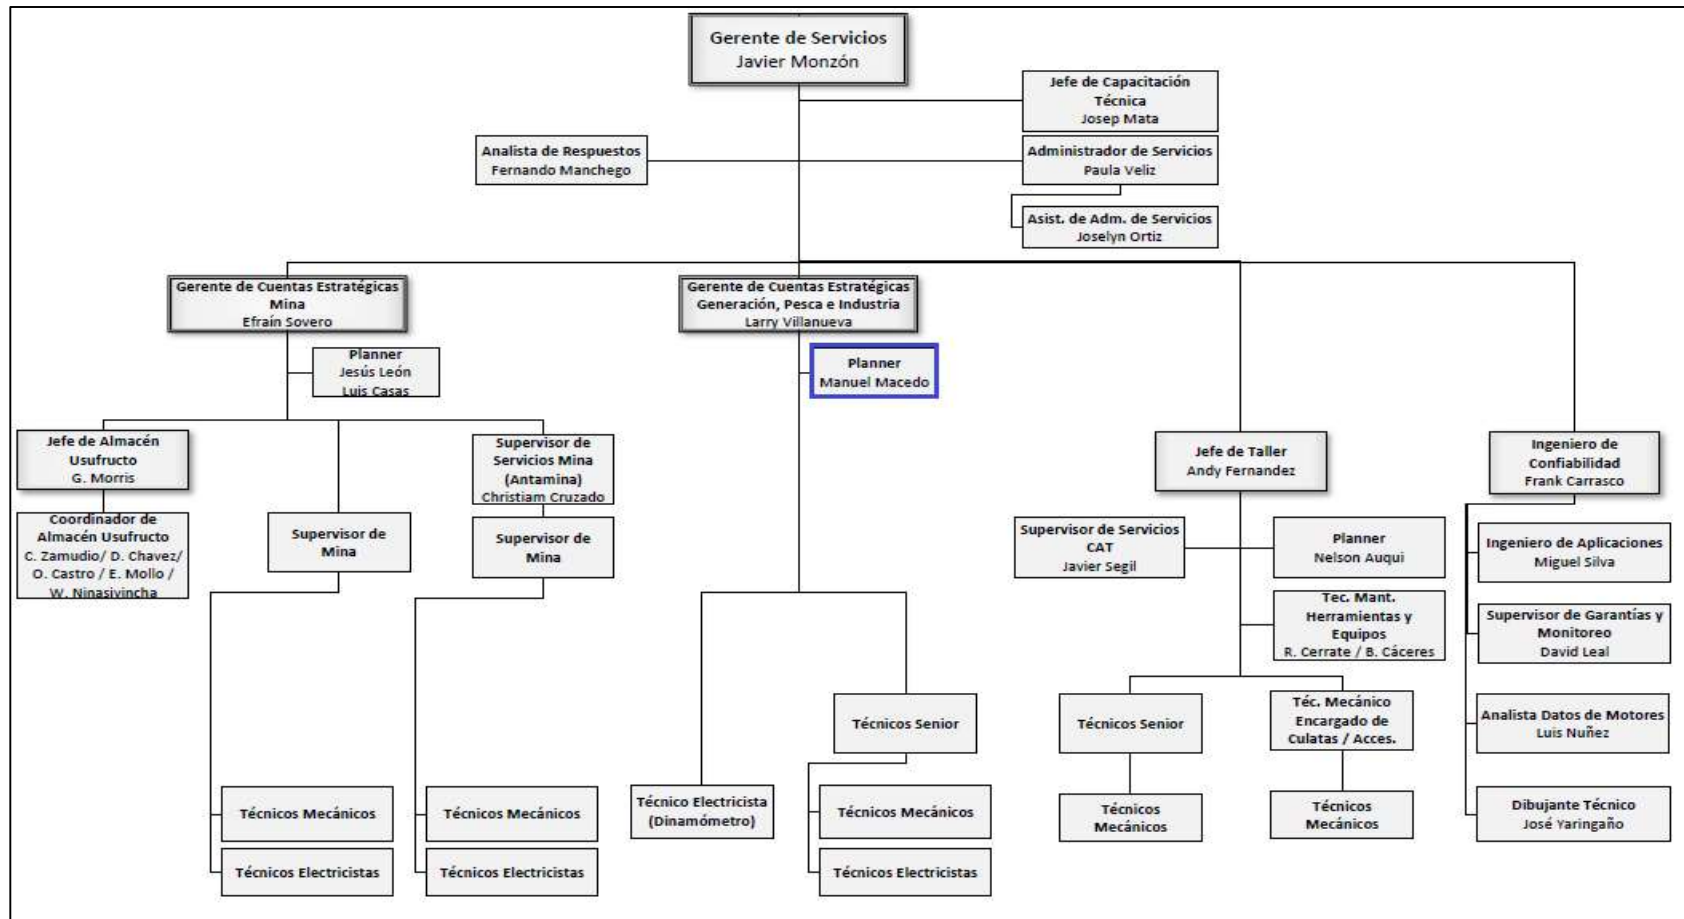 Gerente de Servicios
Javier Monzón
Jefe de Capacitación
Técnica
Josep Mata
Analista de Respuestos
Fernando Manchego
Administrador de Servicios
Paula Veliz
Asist. de Adm. de Servicios
Joselyn Ortiz
Gerente de Cuentas Estratégicas
Mina
Efraín Sovero
Gerente de Cuentas Estratégicas
Generación, Pesca e Industria
Larry Villanueva
Planner
Jesús León
Luis Casas
Planner
Manuel Macedo
Jefe de Almacén
Usufructo
G. Morris
Supervisor de
Servicios Mina
(Antamina)
Christiam Cruzado
Jefe de Taller
Andy Fernandez
Ingeniero de
Confiabilidad
Frank Carrasco
Coordinador de
Almacén Usufructo
C. Zamudio/ D. Chavez/
O. Castro / E. Mollo /
W. Ninasivincha
Supervisor de
Mina
Supervisor de
Mina
Supervisor de Servicios
CAT
Javier Segil
Planner
Nelson Auqui
Ingeniero de Aplicaciones
Miguel Silva
Tec. Mant.
Herramientas y
Equipos
R. Cerrate / B. Cáceres
Supervisor de Garantías y
Monitoreo
David Leal
Técnicos Senior
Técnicos Senior
Téc. Mecánico
Encargado de
Culatas / Acces.
Analista Datos de Motores
Luis Nuñez
Técnicos Mecánicos
Técnicos Mecánicos
Técnico Electricista
(Dinamómetro)
Técnicos Mecánicos
Técnicos
Mecánicos
Técnicos
Mecánicos
Dibujante Técnico
José Yaringaño
Técnicos Electricistas
Técnicos Electricistas
Técnicos Electricistas